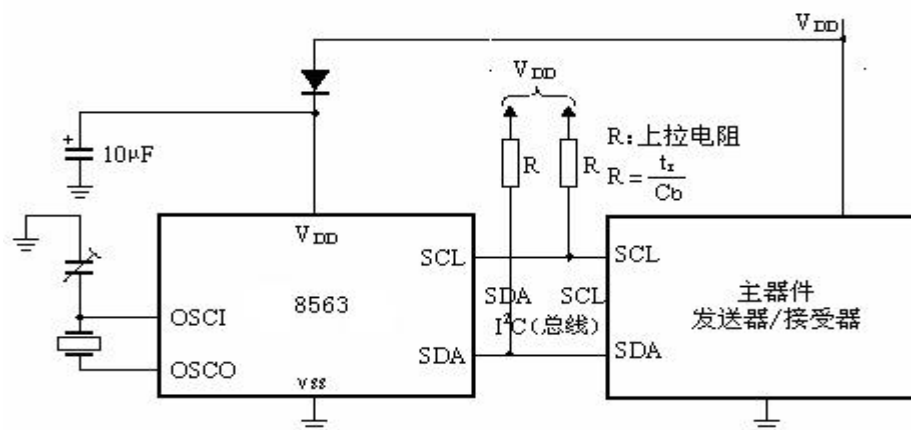 VDD
VDD
10μF
R
R
R:上拉电阻
R=tr/Cb
VDD
SCL
SCL
8563
SDA
SCL
I²C(总线)
主器件
发送器/接受器
OSCI
SDA
SDA
OSCO
vss